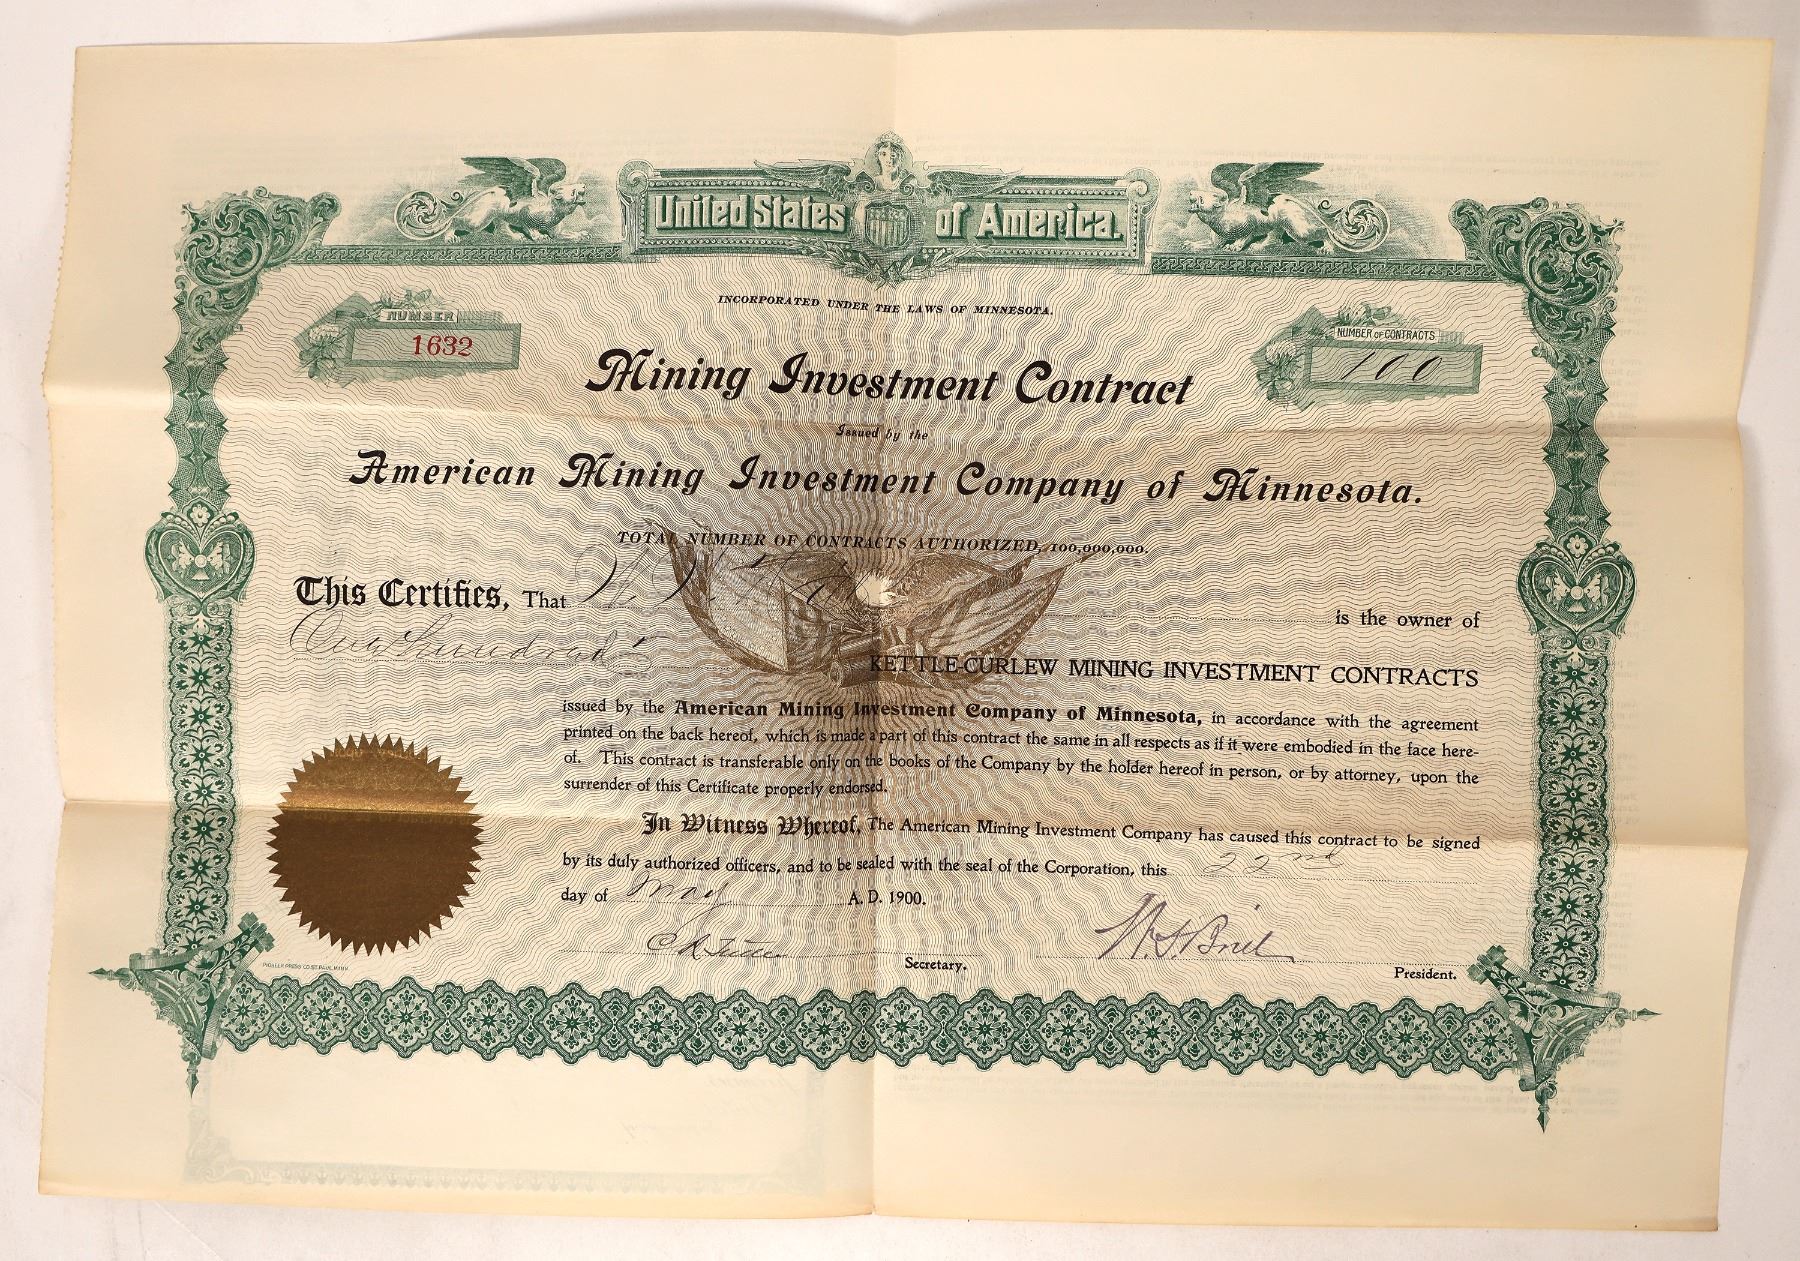 United States of America.
INCORPORATED UNDER THE LAWS OF MINNESOTA.
NUMBER
1632
NUMBER OF CONTRACTS
100
Mining Investment Contract
Issued by the
American Mining Investment Company of Minnesota.
TOTAL NUMBER OF CONTRACTS AUTHORIZED, 100,000,000.
This Certifies, That
is the owner of
One Hundred
KETTLE-CURLEW MINING INVESTMENT CONTRACTS
issued by the American Mining Investment Company of Minnesota, in accordance with the agreement
printed on the back hereof, which is made a part of this contract the same in all respects as if it were embodied in the face here-
of. This contract is transferable only on the books of the Company by the holder hereof in person, or by attorney, upon the
surrender of this Certificate properly endorsed.
In Witness Whereof, The American Mining Investment Company has caused this contract to be signed
by its duly authorized officers, and to be sealed with the seal of the Corporation, this 22nd
day of May A. D. 1900.
Secretary.
President.
PIONEER PRESS CO. ST. PAUL, MINN.